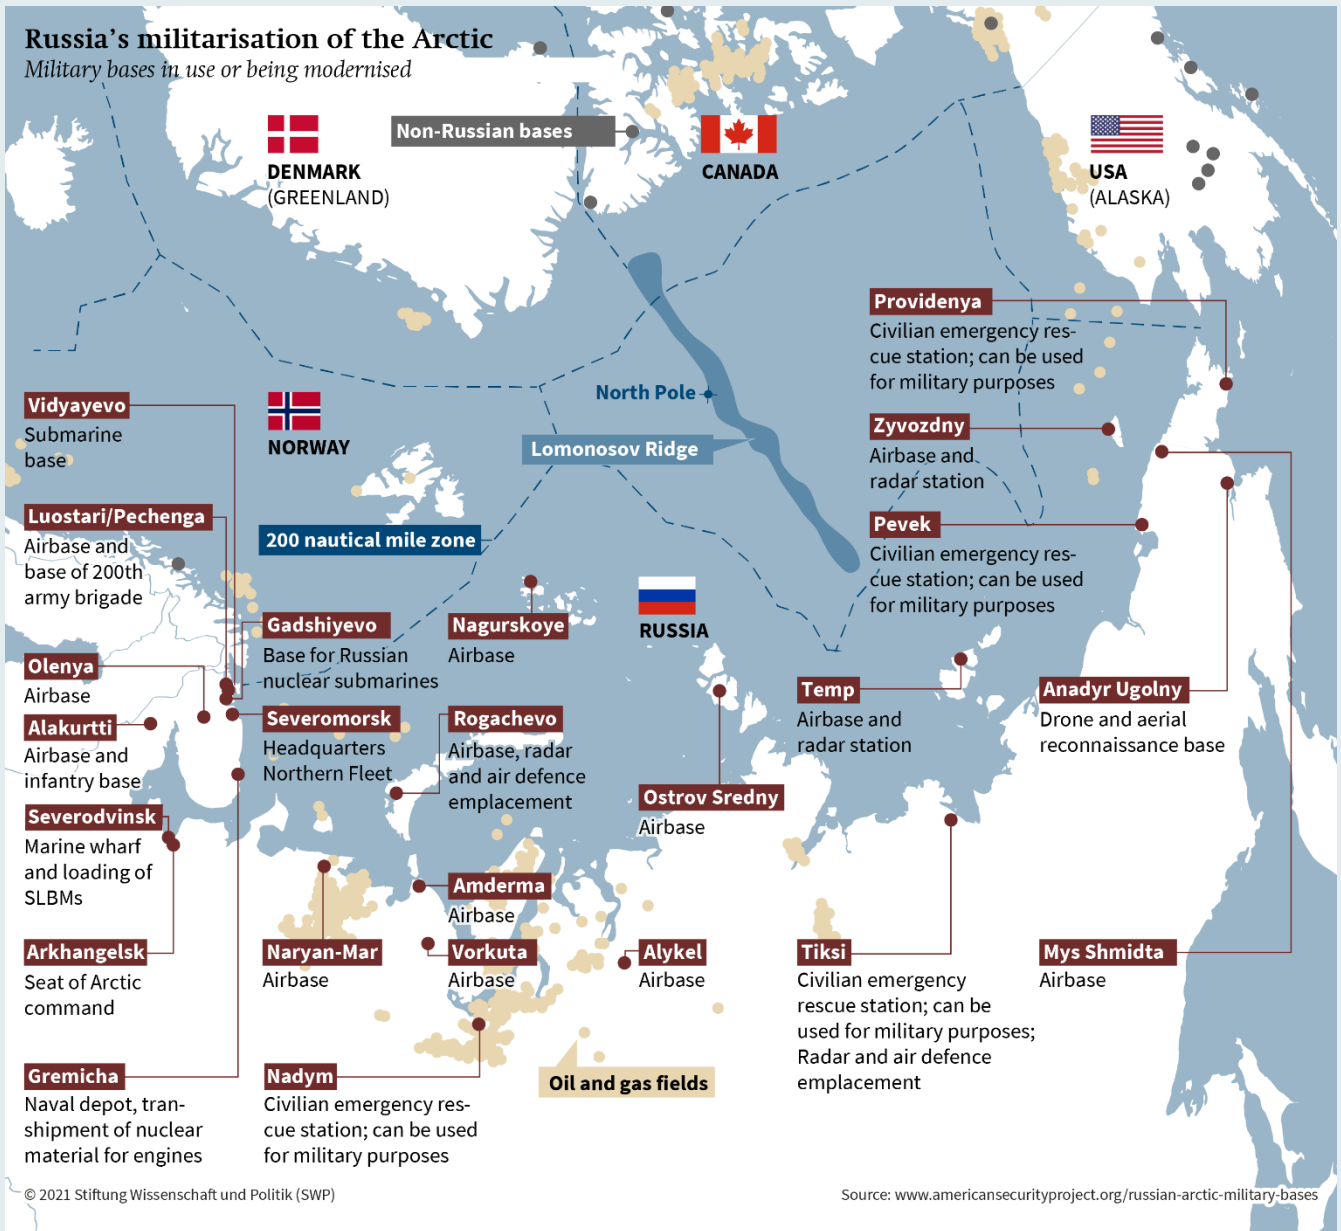 Russia's militarisation of the Arctic
Military bases in use or being modernised
Non-Russian bases
DENMARK
(GREENLAND)
CANADA
USA
(ALASKA)
Providenya
Civilian emergency res-
cue station; can be used
for military purposes
North Pole
Vidyayevo
Submarine
base
NORWAY
Zyvozdny
Airbase and
radar station
Lomonosov Ridge
Luostari/Pechenga
Airbase and
base of 200th
army brigade
200 nautical mile zone
Pevek
Civilian emergency res-
cue station; can be used
for military purposes
Gadshiyevo
Base for Russian
nuclear submarines
Nagurskoye
Airbase
RUSSIA
Olenya
Airbase
Temp
Airbase and
radar station
Anadyr Ugolny
Drone and aerial
reconnaissance base
Alakurtti
Airbase and
infantry base
Severomorsk
Headquarters
Northern Fleet
Rogachevo
Airbase, radar
and air defence
emplacement
Ostrov Sredny
Airbase
Severodvinsk
Marine wharf
and loading of
SLBMs
Amderma
Airbase
Arkhangelsk
Seat of Arctic
command
Naryan-Mar
Airbase
Vorkuta
Airbase
Alykel
Airbase
Tiksi
Civilian emergency
rescue station; can be
used for military purposes;
Radar and air defence
emplacement
Mys Shmidta
Airbase
Gremicha
Naval depot, tran-
shipment of nuclear
material for engines
Nadym
Civilian emergency res-
cue station; can be used
for military purposes
Oil and gas fields
© 2021 Stiftung Wissenschaft und Politik (SWP)
Source: www.americansecurityproject.org/russian-arctic-military-bases